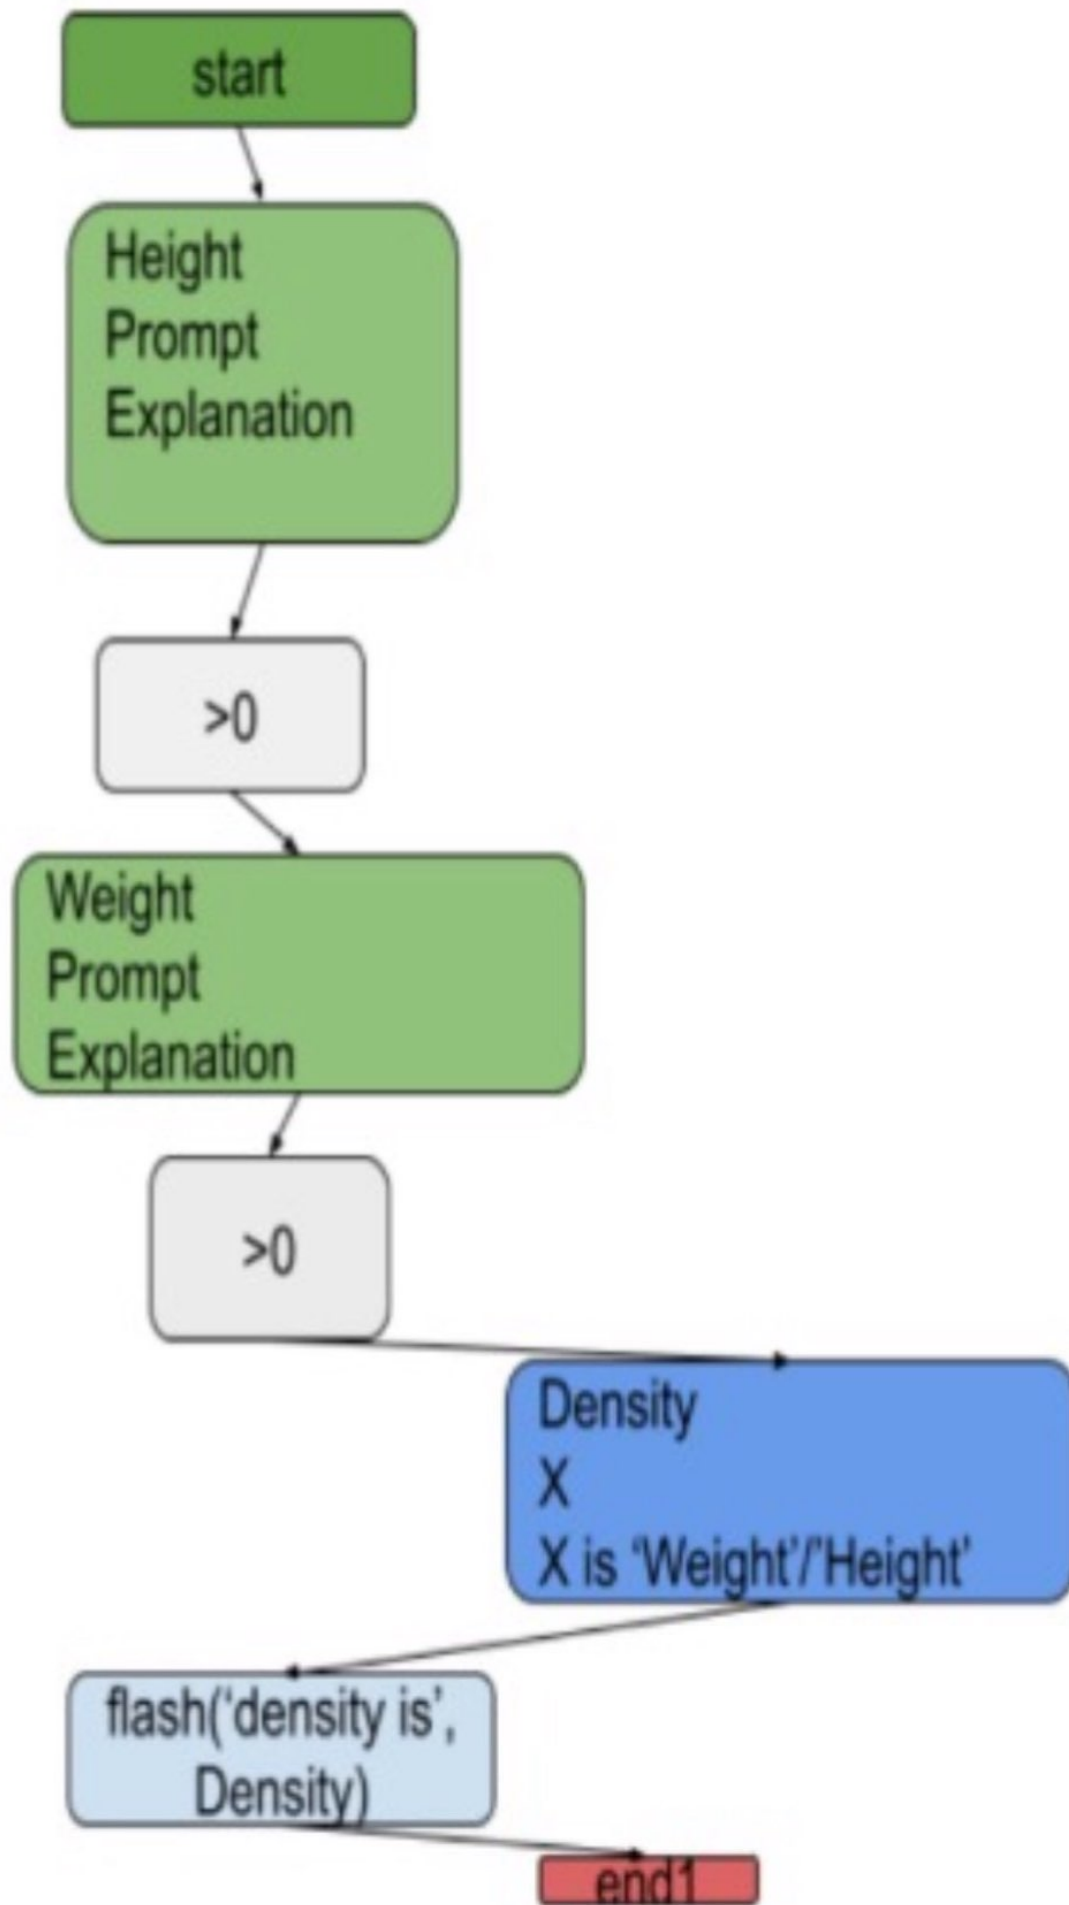 start
Height
Prompt
Explanation
>0
Weight
Prompt
Explanation
>0
Density
X
X is ‘Weight’/’Height’
flash(‘density is’,
Density)
end1